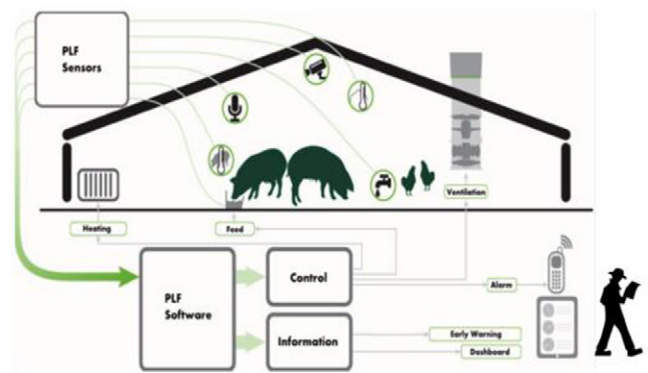 PLF
Sensors
Ventilation
Heating
Feed
PLF
Software
Control
Alarm
Information
Early Warning
Dashboard